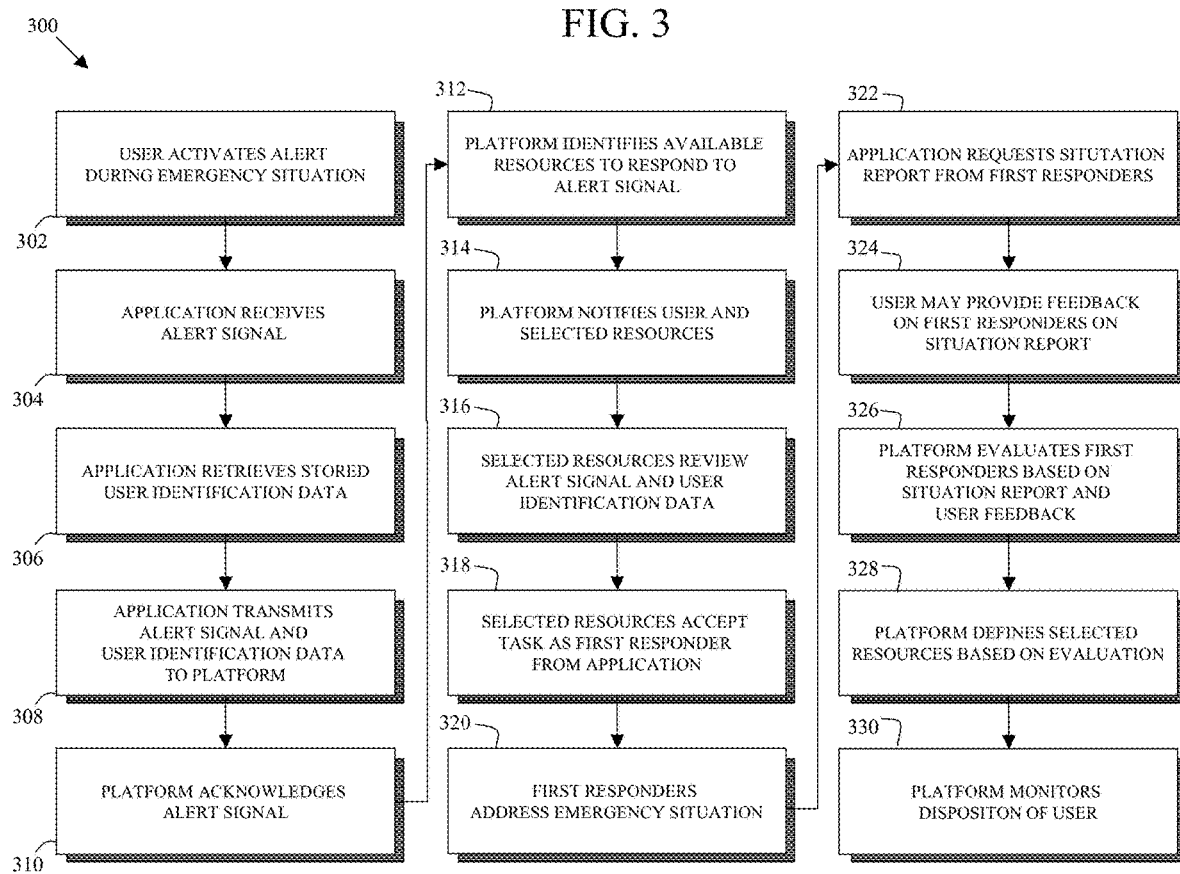 FIG. 3
300
USER ACTIVATES ALERT
DURING EMERGENCY SITUATION
302
APPLICATION RECEIVES
ALERT SIGNAL
304
APPLICATION RETRIEVES STORED
USER IDENTIFICATION DATA
306
APPLICATION TRANSMITS
ALERT SIGNAL AND
USER IDENTIFICATION DATA
TO PLATFORM
308
PLATFORM ACKNOWLEDGES
ALERT SIGNAL
310
312
PLATFORM IDENTIFIES AVAILABLE
RESOURCES TO RESPOND TO
ALERT SIGNAL
314
PLATFORM NOTIFIES USER AND
SELECTED RESOURCES
316
SELECTED RESOURCES REVIEW
ALERT SIGNAL AND USER
IDENTIFICATION DATA
318
SELECTED RESOURCES ACCEPT
TASK AS FIRST RESPONDER
FROM APPLICATION
320
FIRST RESPONDERS
ADDRESS EMERGENCY SITUATION
322
APPLICATION REQUESTS SITUTATION
REPORT FROM FIRST RESPONDERS
324
USER MAY PROVIDE FEEDBACK
ON FIRST RESPONDERS ON
SITUATION REPORT
326
PLATFORM EVALUATES FIRST
RESPONDERS BASED ON
SITUATION REPORT AND
USER FEEDBACK
328
PLATFORM DEFINES SELECTED
RESOURCES BASED ON EVALUATION
330
PLATFORM MONITORS
DISPOSITON OF USER